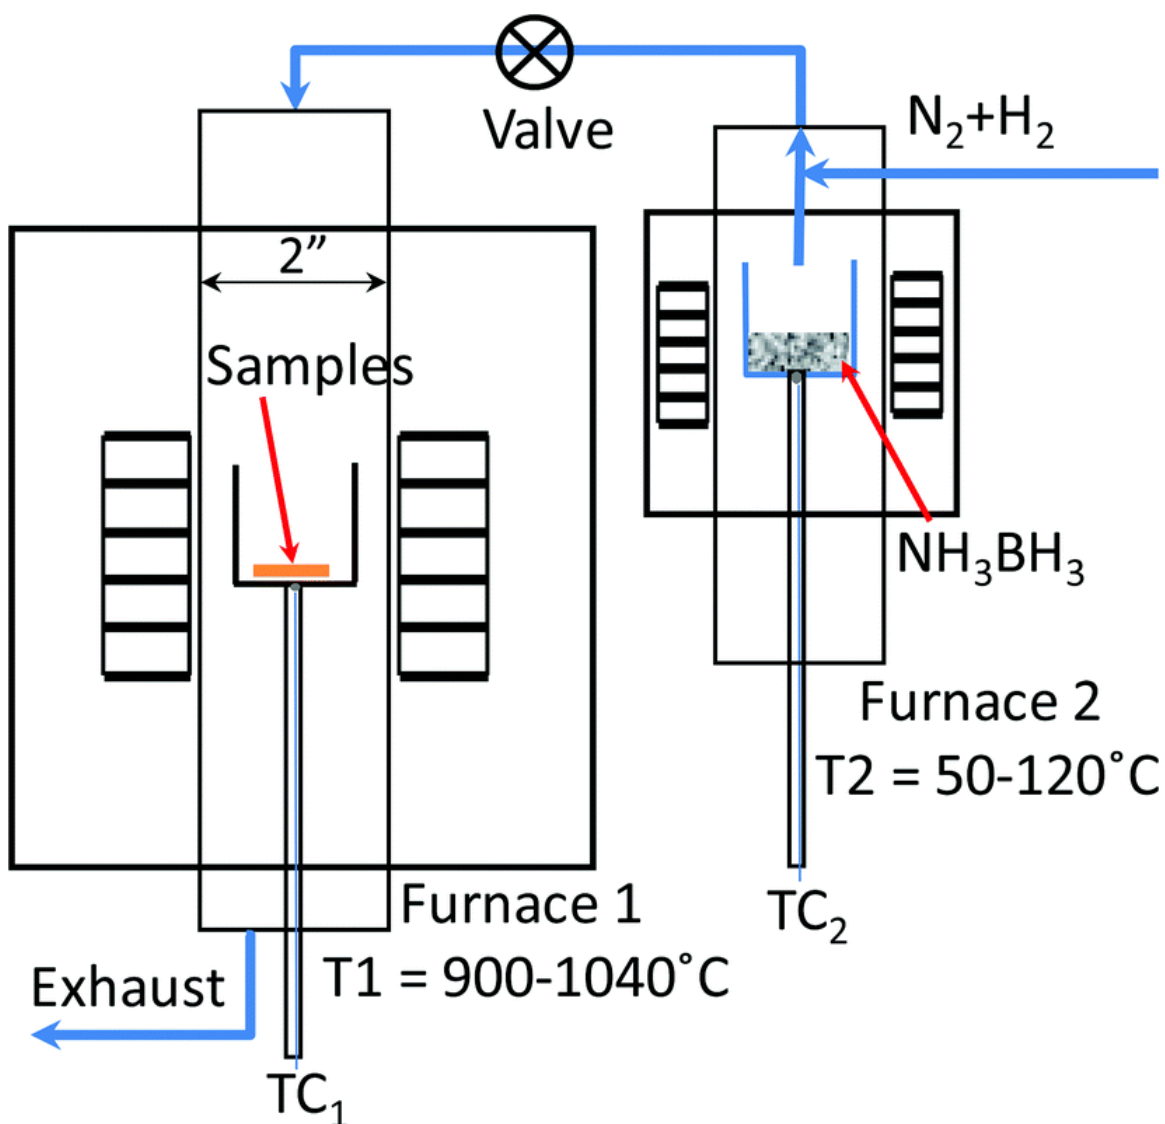 Valve
N₂+H₂
2”
Samples
NH₃BH₃
Furnace 2
T2 = 50-120˚C
TC₂
Furnace 1
T1 = 900-1040˚C
Exhaust
TC₁